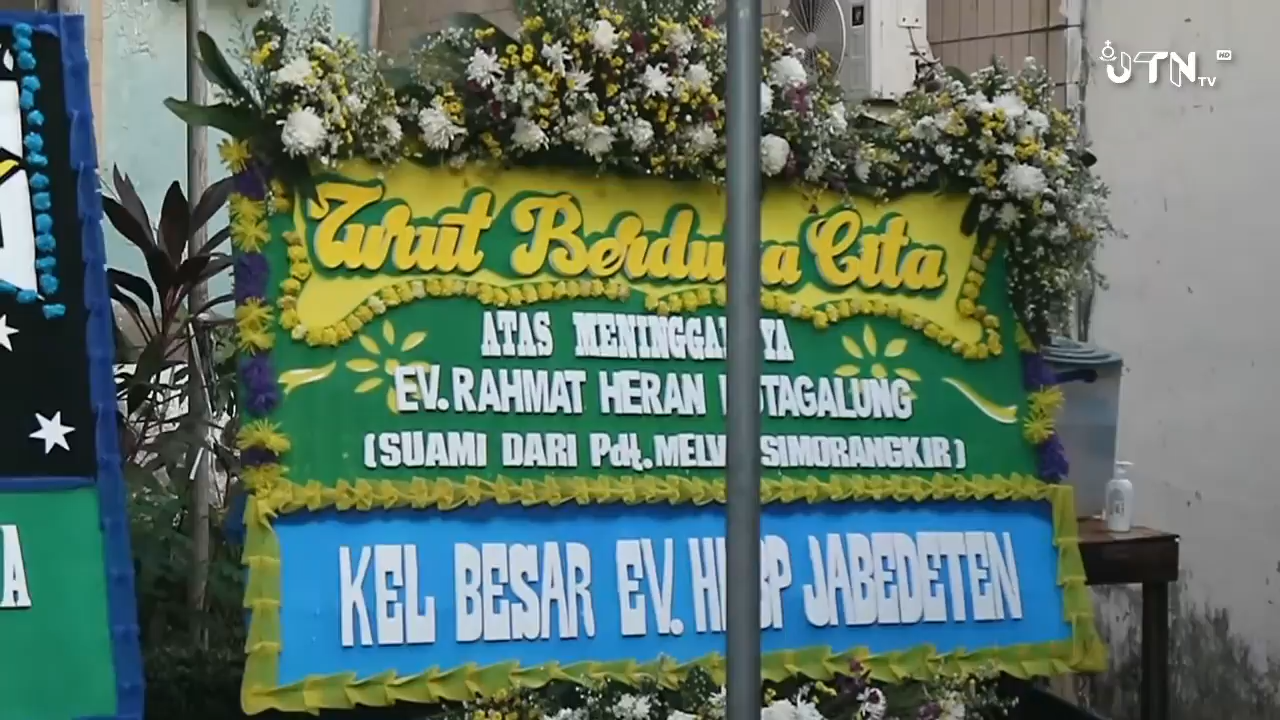 UTN TV HD
Turut Berduka Cita
ATAS MENINGGALNYA
EV. RAHMAT HERAN HUTAGALUNG
(SUAMI DARI Pdt. MELVA SIMORANGKIR)
KEL BESAR EV. HKBP JABEDETEN
A